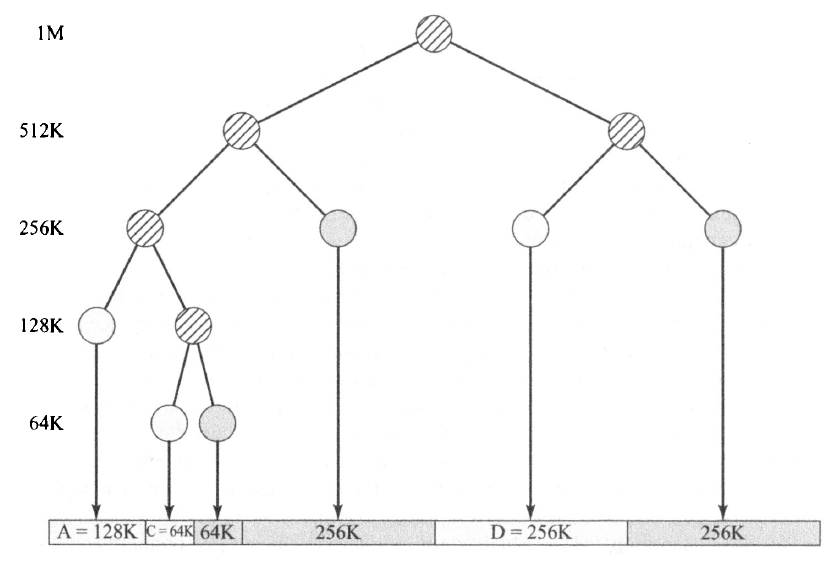 1M
512K
256K
128K
64K
A = 128K C = 64K 64K 256K D = 256K 256K